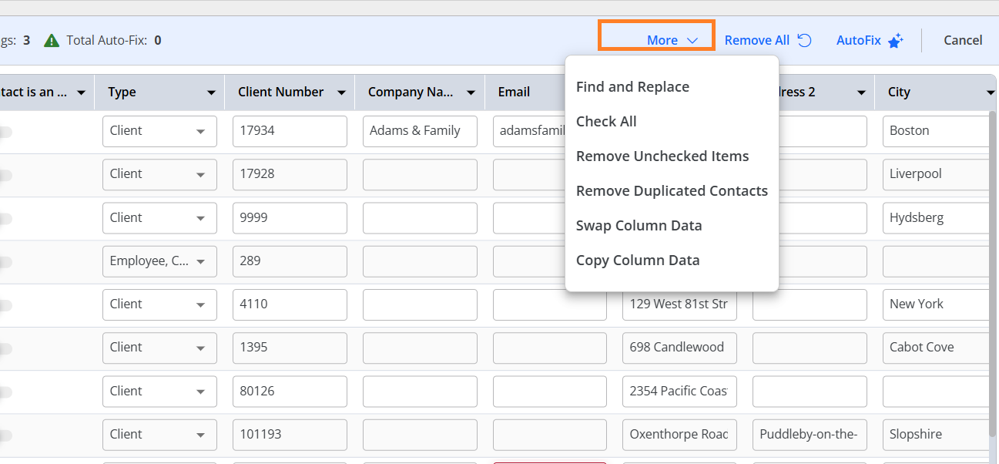 gs: 3 Total Auto-Fix: 0 More Remove All AutoFix Cancel
tact is an ... Type Client Number Company Na... Email dress 2 City
Find and Replace
Check All
Remove Unchecked Items
Remove Duplicated Contacts
Swap Column Data
Copy Column Data
Client 17934 Adams & Family adamsfamil Boston
Client 17928 Liverpool
Client 9999 Hydsberg
Employee, C... 289
Client 4110 129 West 81st Str New York
Client 1395 698 Candlewood Cabot Cove
Client 80126 2354 Pacific Coas
Client 101193 Oxenthorpe Road Puddleby-on-the- Slopshire